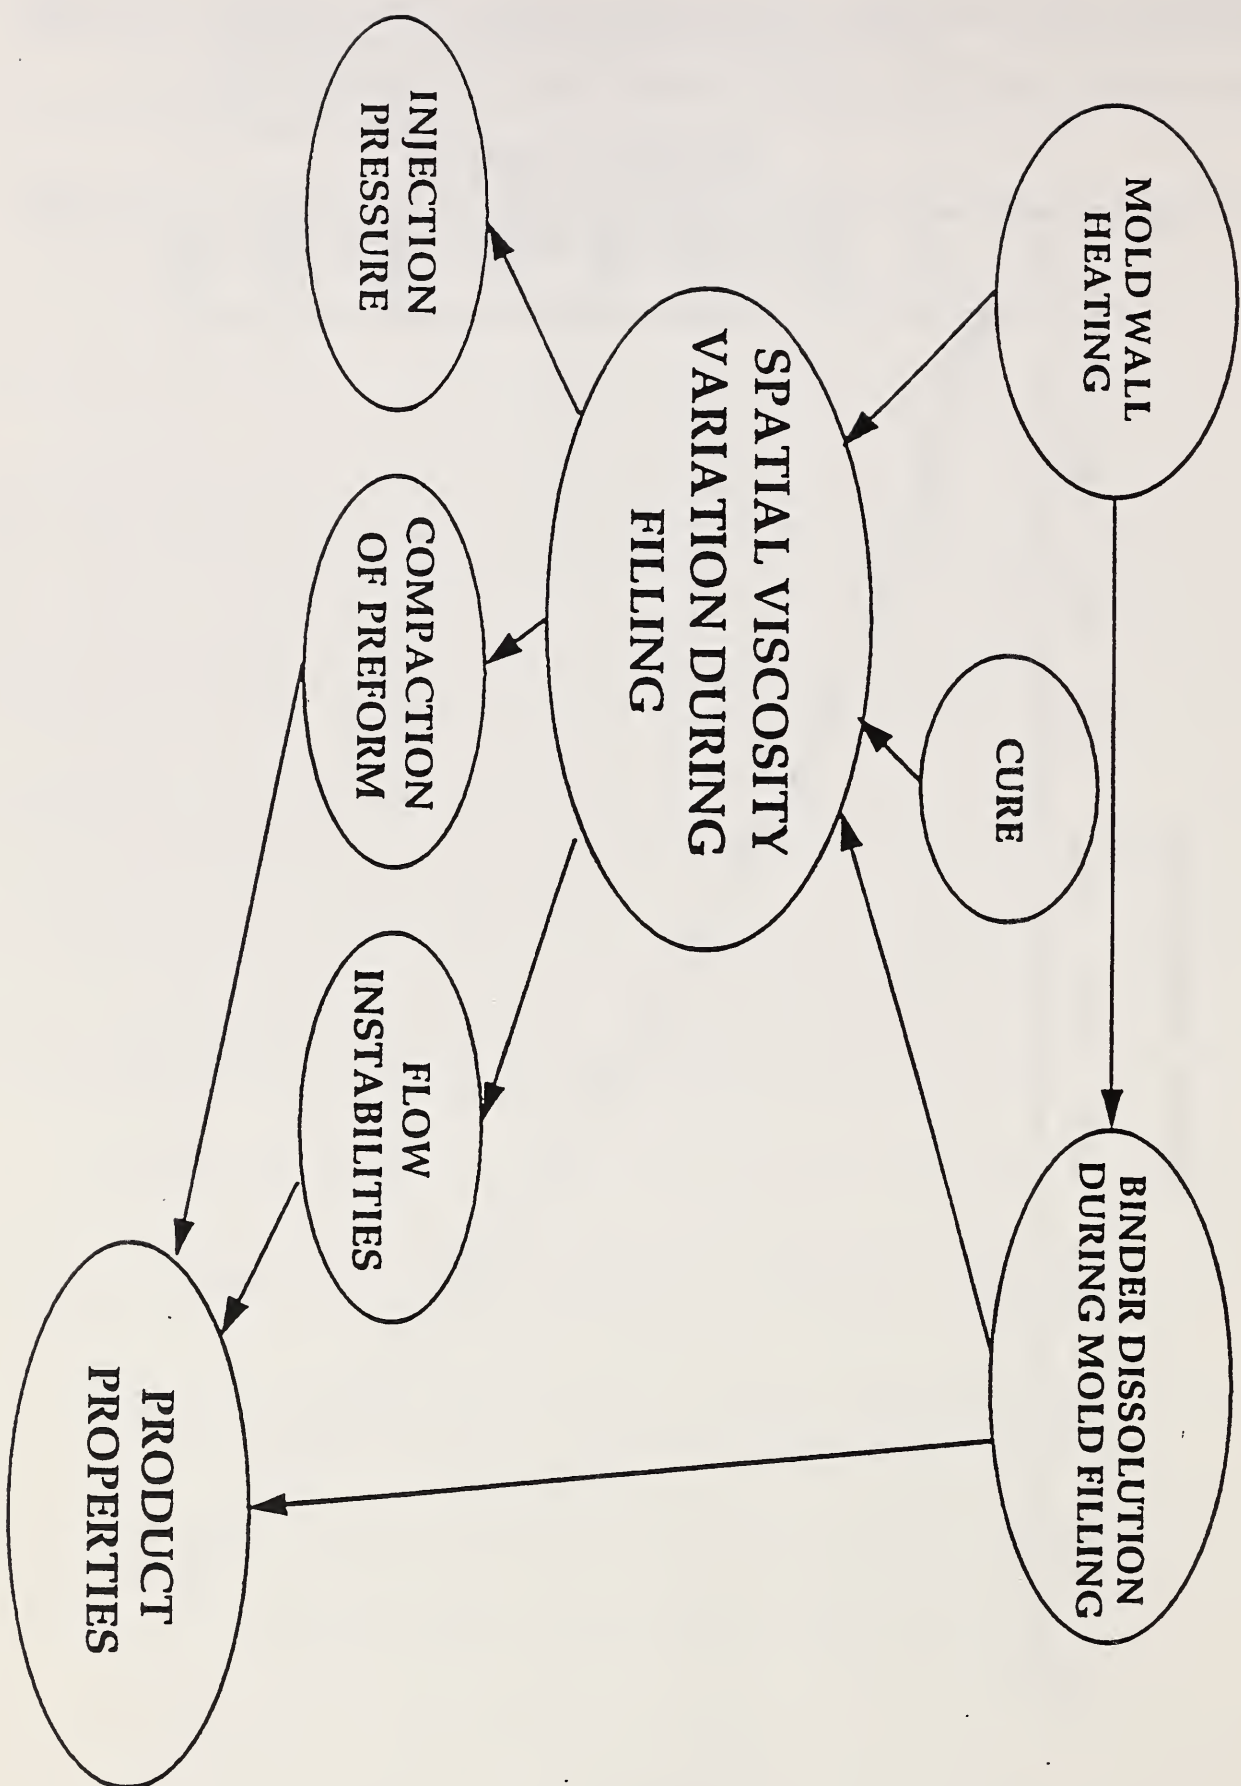 MOLD WALL
HEATING
BINDER DISSOLUTION
DURING MOLD FILLING
CURE
SPATIAL VISCOSITY
VARIATION DURING
FILLING
INJECTION
PRESSURE
COMPACTION
OF PREFORM
FLOW
INSTABILITIES
PRODUCT
PROPERTIES